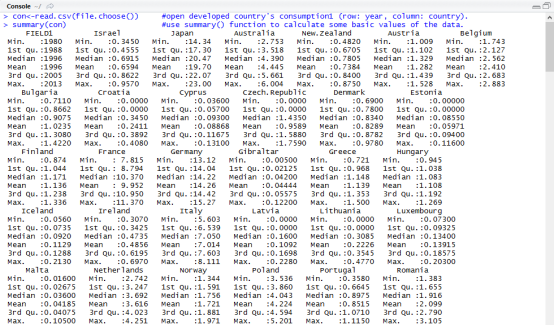 Console ~/
> con<-read.csv(file.choose()) #open developed country's consumption1 (row: year, column: country).
> summary(con) #use summary() function to calculate some basic values of the data.
FIELD1 Israel Japan Australia New.Zealand Austria Belgium
Min. :1980 Min. :0.3450 Min. :14.34 Min. :2.753 Min. :0.4820 Min. :1.009 Min. :1.743
1st Qu.:1988 1st Qu.:0.4555 1st Qu.:17.30 1st Qu.:3.518 1st Qu.:0.6705 1st Qu.:1.102 1st Qu.:2.127
Median :1996 Median :0.6915 Median :20.47 Median :4.390 Median :0.7805 Median :1.329 Median :2.562
Mean :1996 Mean :0.6594 Mean :19.70 Mean :4.445 Mean :0.7384 Mean :1.282 Mean :2.410
3rd Qu.:2005 3rd Qu.:0.8622 3rd Qu.:22.07 3rd Qu.:5.661 3rd Qu.:0.8400 3rd Qu.:1.439 3rd Qu.:2.683
Max. :2013 Max. :0.9570 Max. :23.00 Max. :6.004 Max. :0.8750 Max. :1.528 Max. :2.883
Bulgaria Croatia Cyprus Czech.Republic Denmark Estonia
Min. :0.7110 Min. :0.0000 Min. :0.03600 Min. :0.0000 Min. :0.6900 Min. :0.00000
1st Qu.:0.8662 1st Qu.:0.0000 1st Qu.:0.05700 1st Qu.:0.0000 1st Qu.:0.7800 1st Qu.:0.00000
Median :0.9075 Median :0.3450 Median :0.09300 Median :1.4350 Median :0.8340 Median :0.08550
Mean :1.0235 Mean :0.2411 Mean :0.08868 Mean :0.9589 Mean :0.8289 Mean :0.05971
3rd Qu.:1.3080 3rd Qu.:0.3892 3rd Qu.:0.11675 3rd Qu.:1.5880 3rd Qu.:0.8782 3rd Qu.:0.09400
Max. :1.4220 Max. :0.4080 Max. :0.13100 Max. :1.7590 Max. :0.9780 Max. :0.11600
Finland France Germany Gibraltar Greece Hungary
Min. :0.874 Min. : 7.815 Min. :13.12 Min. :0.00500 Min. :0.721 Min. :0.945
1st Qu.:1.044 1st Qu.: 8.794 1st Qu.:14.04 1st Qu.:0.02125 1st Qu.:0.968 1st Qu.:1.038
Median :1.171 Median :10.370 Median :14.22 Median :0.04200 Median :1.148 Median :1.083
Mean :1.136 Mean : 9.952 Mean :14.26 Mean :0.04444 Mean :1.139 Mean :1.108
3rd Qu.:1.238 3rd Qu.:10.950 3rd Qu.:14.42 3rd Qu.:0.05575 3rd Qu.:1.353 3rd Qu.:1.192
Max. :1.336 Max. :11.370 Max. :15.27 Max. :0.12200 Max. :1.500 Max. :1.269
Iceland Ireland Italy Latvia Lithuania Luxembourg
Min. :0.0560 Min. :0.3070 Min. :5.603 Min. :0.0000 Min. :0.0000 Min. :0.07300
1st Qu.:0.0735 1st Qu.:0.3425 1st Qu.:6.539 1st Qu.:0.0000 1st Qu.:0.0000 1st Qu.:0.09325
Median :0.0920 Median :0.4735 Median :7.050 Median :0.1600 Median :0.3085 Median :0.13400
Mean :0.1129 Mean :0.4856 Mean :7.014 Mean :0.1092 Mean :0.2226 Mean :0.13915
3rd Qu.:0.1288 3rd Qu.:0.6195 3rd Qu.:7.603 3rd Qu.:0.1698 3rd Qu.:0.3545 3rd Qu.:0.18575
Max. :0.2130 Max. :0.6970 Max. :8.111 Max. :0.2280 Max. :0.4770 Max. :0.20300
Malta Netherlands Norway Poland Portugal Romania
Min. :0.01600 Min. :2.742 Min. :1.344 Min. :3.536 Min. :0.3580 Min. :1.383
1st Qu.:0.02675 1st Qu.:3.247 1st Qu.:1.591 1st Qu.:3.860 1st Qu.:0.6645 1st Qu.:1.655
Median :0.03600 Median :3.692 Median :1.756 Median :4.043 Median :0.8975 Median :1.916
Mean :0.04185 Mean :3.616 Mean :1.721 Mean :4.224 Mean :0.8515 Mean :2.099
3rd Qu.:0.04075 3rd Qu.:4.023 3rd Qu.:1.881 3rd Qu.:4.594 3rd Qu.:1.0710 3rd Qu.:2.790
Max. :0.10500 Max. :4.251 Max. :1.971 Max. :5.201 Max. :1.1150 Max. :3.105